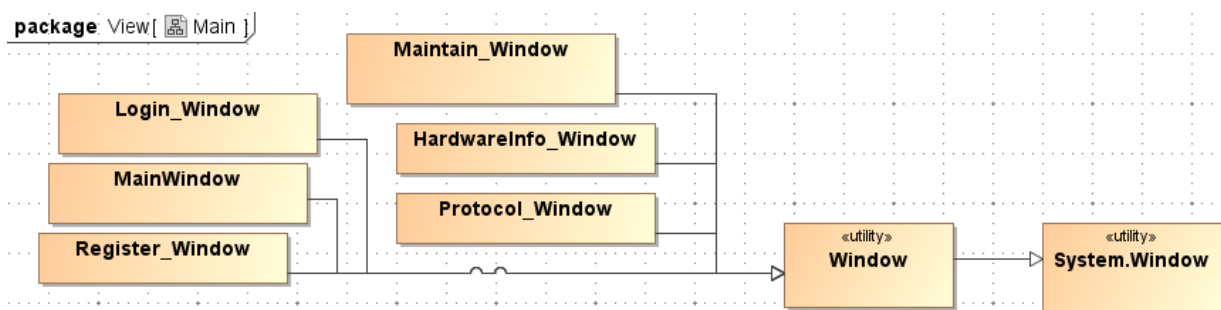 package View[ Main ]
Maintain_Window
Login_Window
HardwareInfo_Window
MainWindow
Protocol_Window
Register_Window
«utility»
Window
«utility»
System.Window